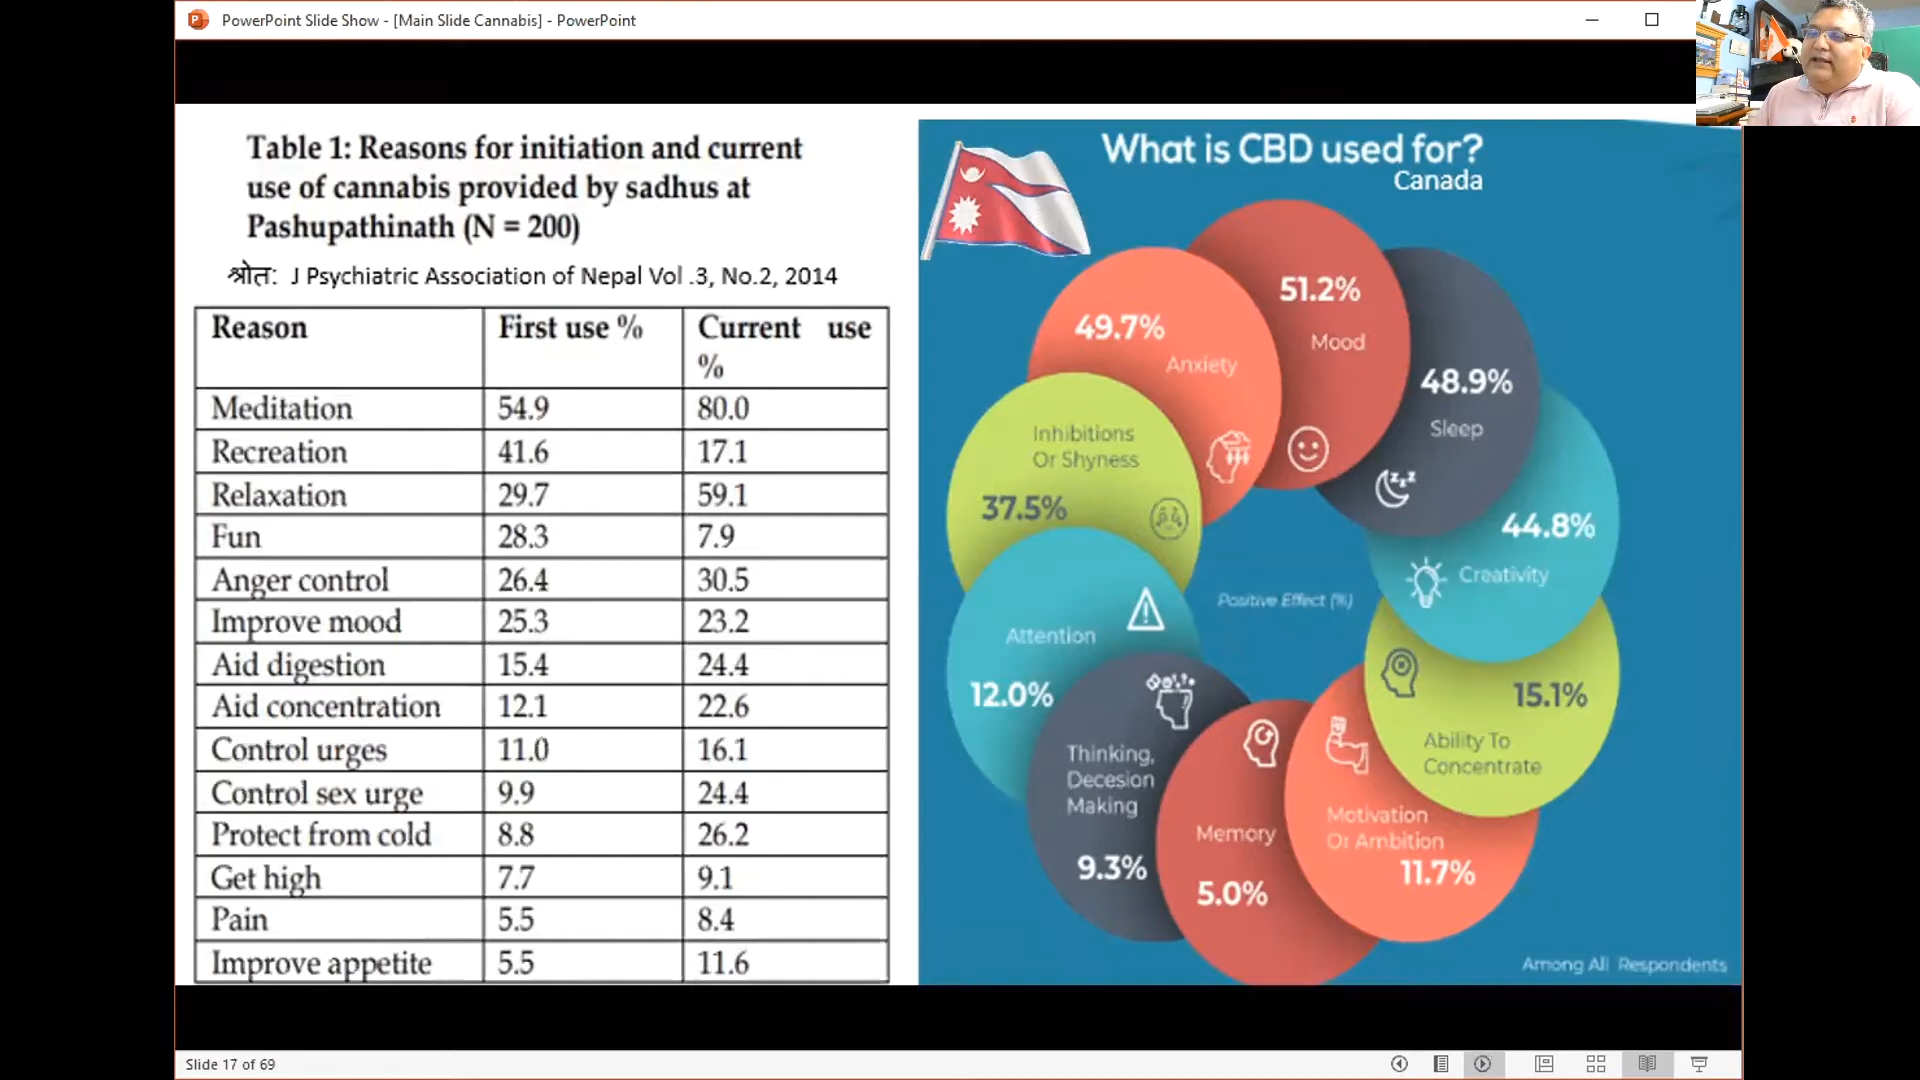 PowerPoint Slide Show - [Main Slide Cannabis] - PowerPoint
Table 1: Reasons for initiation and current
use of cannabis provided by sadhus at
Pashupathinath (N = 200)
श्रोत: J Psychiatric Association of Nepal Vol .3, No.2, 2014
Reason First use % Current use %
Meditation 54.9 80.0
Recreation 41.6 17.1
Relaxation 29.7 59.1
Fun 28.3 7.9
Anger control 26.4 30.5
Improve mood 25.3 23.2
Aid digestion 15.4 24.4
Aid concentration 12.1 22.6
Control urges 11.0 16.1
Control sex urge 9.9 24.4
Protect from cold 8.8 26.2
Get high 7.7 9.1
Pain 5.5 8.4
Improve appetite 5.5 11.6
What is CBD used for?
Canada
51.2%
Mood
48.9%
Sleep
zzz
44.8%
Creativity
15.1%
Ability To
Concentrate
Motivation
Or Ambition
11.7%
Memory
5.0%
Thinking,
Decesion
Making
9.3%
Attention
12.0%
Inhibitions
Or Shyness
37.5%
49.7%
Anxiety
Positive Effect (%)
Among All Respondents
Slide 17 of 69